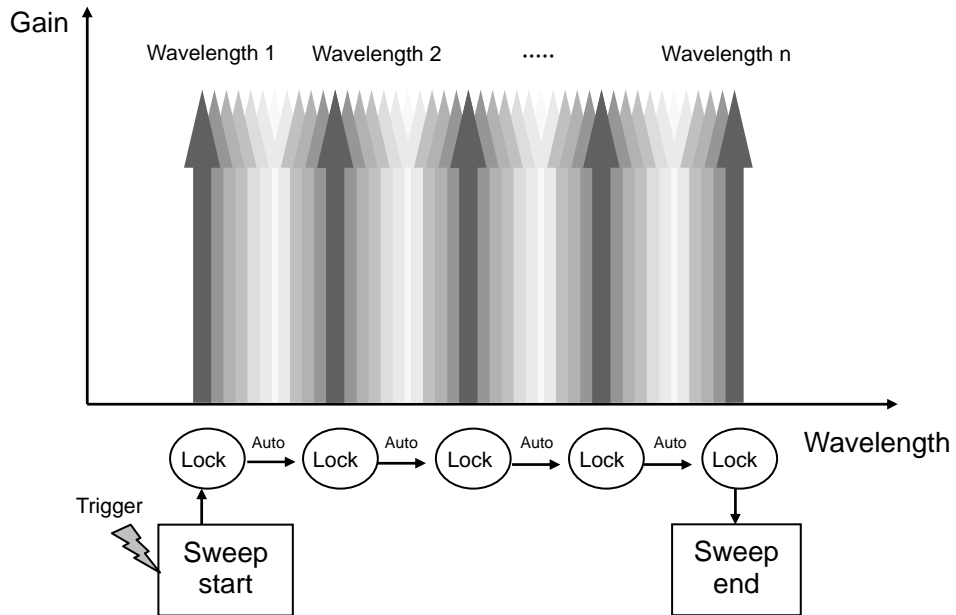 Gain
Wavelength 1 Wavelength 2 ..... Wavelength n
Wavelength
Lock Auto Lock Auto Lock Auto Lock Auto Lock
Trigger
Sweep start
Sweep end